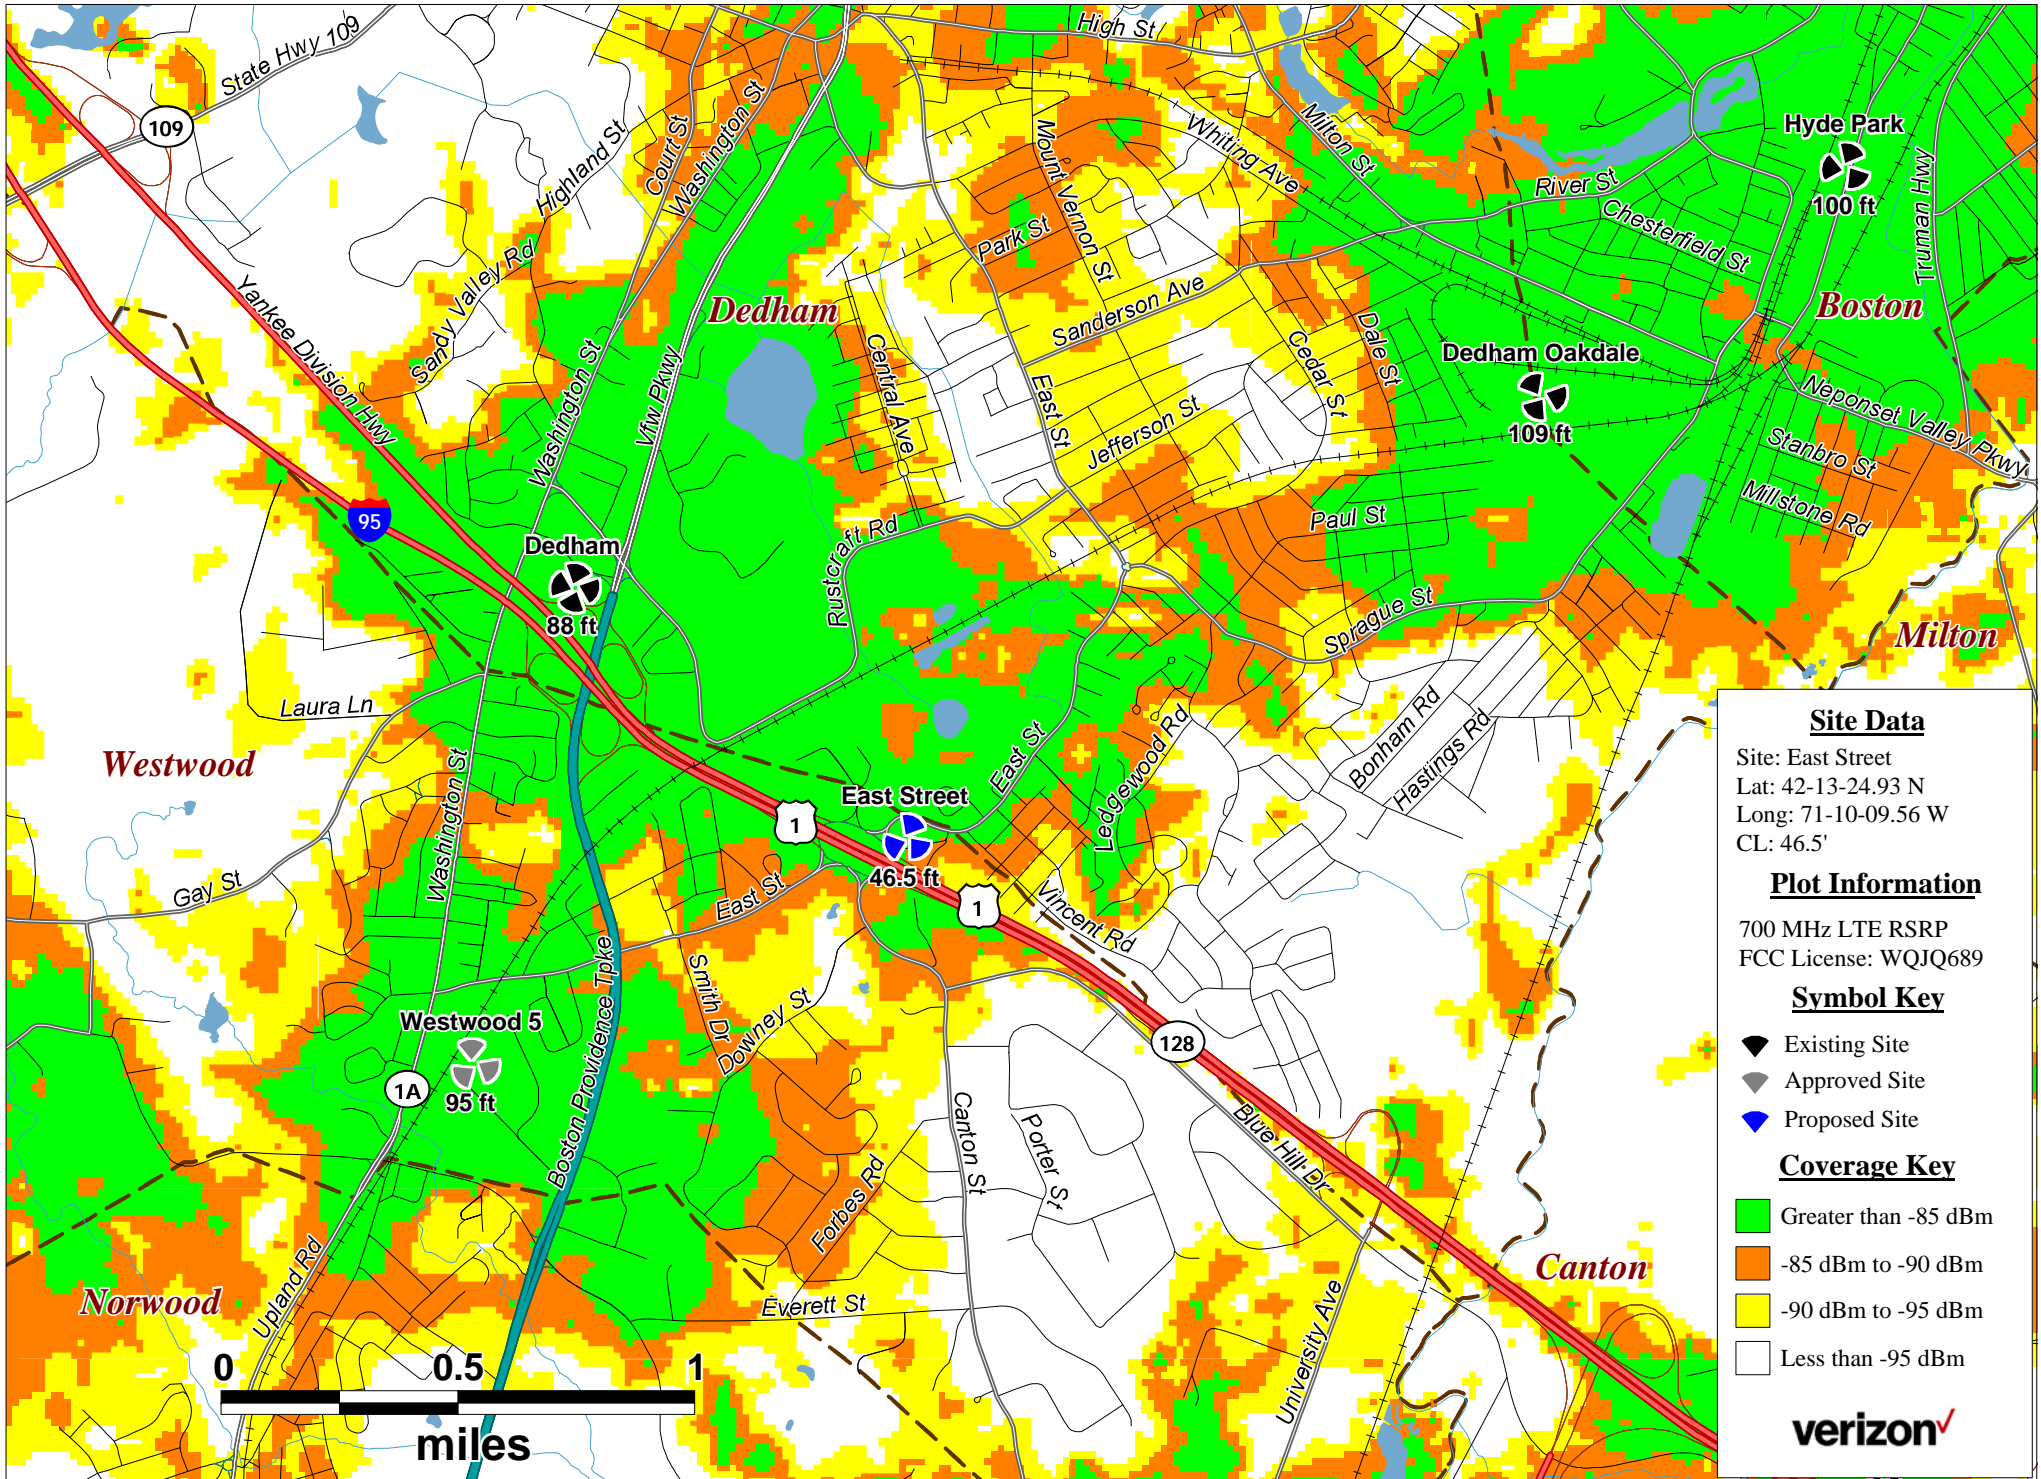 High St
State Hwy 109
109
Highland St
Court St
Washington St
Mount Vernon St
Whiting Ave
Milton St
Hyde Park
100 ft
River St
Chesterfield St
Truman Hwy
Park St
Sandy Valley Rd
Yankee Division Hwy
Dedham
Boston
Sanderson Ave
Central Ave
Cedar St
Dale St
Dedham Oakdale
109 ft
Washington St
Vfw Pkwy
East St
Jefferson St
Neponset Valley Pkwy
Stanbro St
Millstone Rd
95
Dedham
88 ft
Rustcraft Rd
Paul St
Sprague St
Milton
Laura Ln
Westwood
Washington St
East St
Ledgewood Rd
Bonham Rd
Hastings Rd
1
East Street
46.5 ft
1
Gay St
East St
Vincent Rd
Smith Dr
Downey St
Boston Providence Tpke
Westwood 5
95 ft
1A
128
Canton St
Porter St
Blue Hill Dr
Forbes Rd
Norwood
Upland Rd
Everett St
University Ave
Canton
0 0.5 1
miles
Site Data
Site: East Street
Lat: 42-13-24.93 N
Long: 71-10-09.56 W
CL: 46.5'
Plot Information
700 MHz LTE RSRP
FCC License: WQJQ689
Symbol Key
Existing Site
Approved Site
Proposed Site
Coverage Key
Greater than -85 dBm
-85 dBm to -90 dBm
-90 dBm to -95 dBm
Less than -95 dBm
verizon